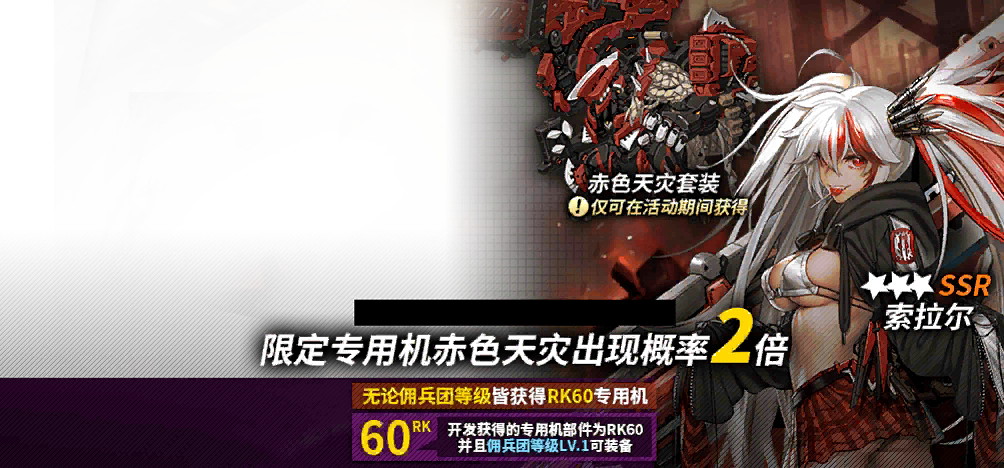 赤色天灾套装
!仅可在活动期间获得
SSR
索拉尔
限定专用机赤色天灾出现概率2倍
无论佣兵团等级皆获得RK60专用机
60RK
开发获得的专用机部件为RK60
并且佣兵团等级LV.1可装备